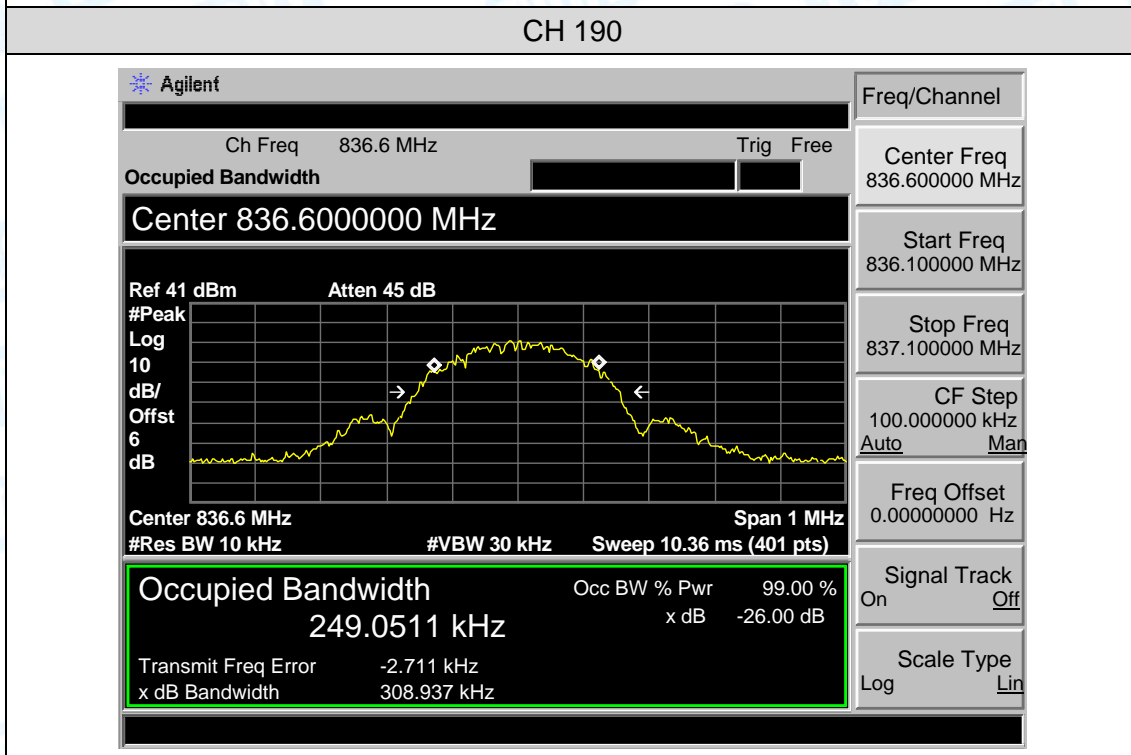 CH 190
Agilent
Freq/Channel
Ch Freq 836.6 MHz Trig Free
Occupied Bandwidth
Center 836.6000000 MHz
Ref 41 dBm Atten 45 dB
#Peak
Log
10
dB/
Offst
6
dB
Center 836.6 MHz Span 1 MHz
#Res BW 10 kHz #VBW 30 kHz Sweep 10.36 ms (401 pts)
Occupied Bandwidth Occ BW % Pwr 99.00 %
249.0511 kHz x dB -26.00 dB
Transmit Freq Error -2.711 kHz
x dB Bandwidth 308.937 kHz
Center Freq
836.600000 MHz
Start Freq
836.100000 MHz
Stop Freq
837.100000 MHz
CF Step
100.000000 kHz
Auto Man
Freq Offset
0.00000000 Hz
Signal Track
On Off
Scale Type
Log Lin